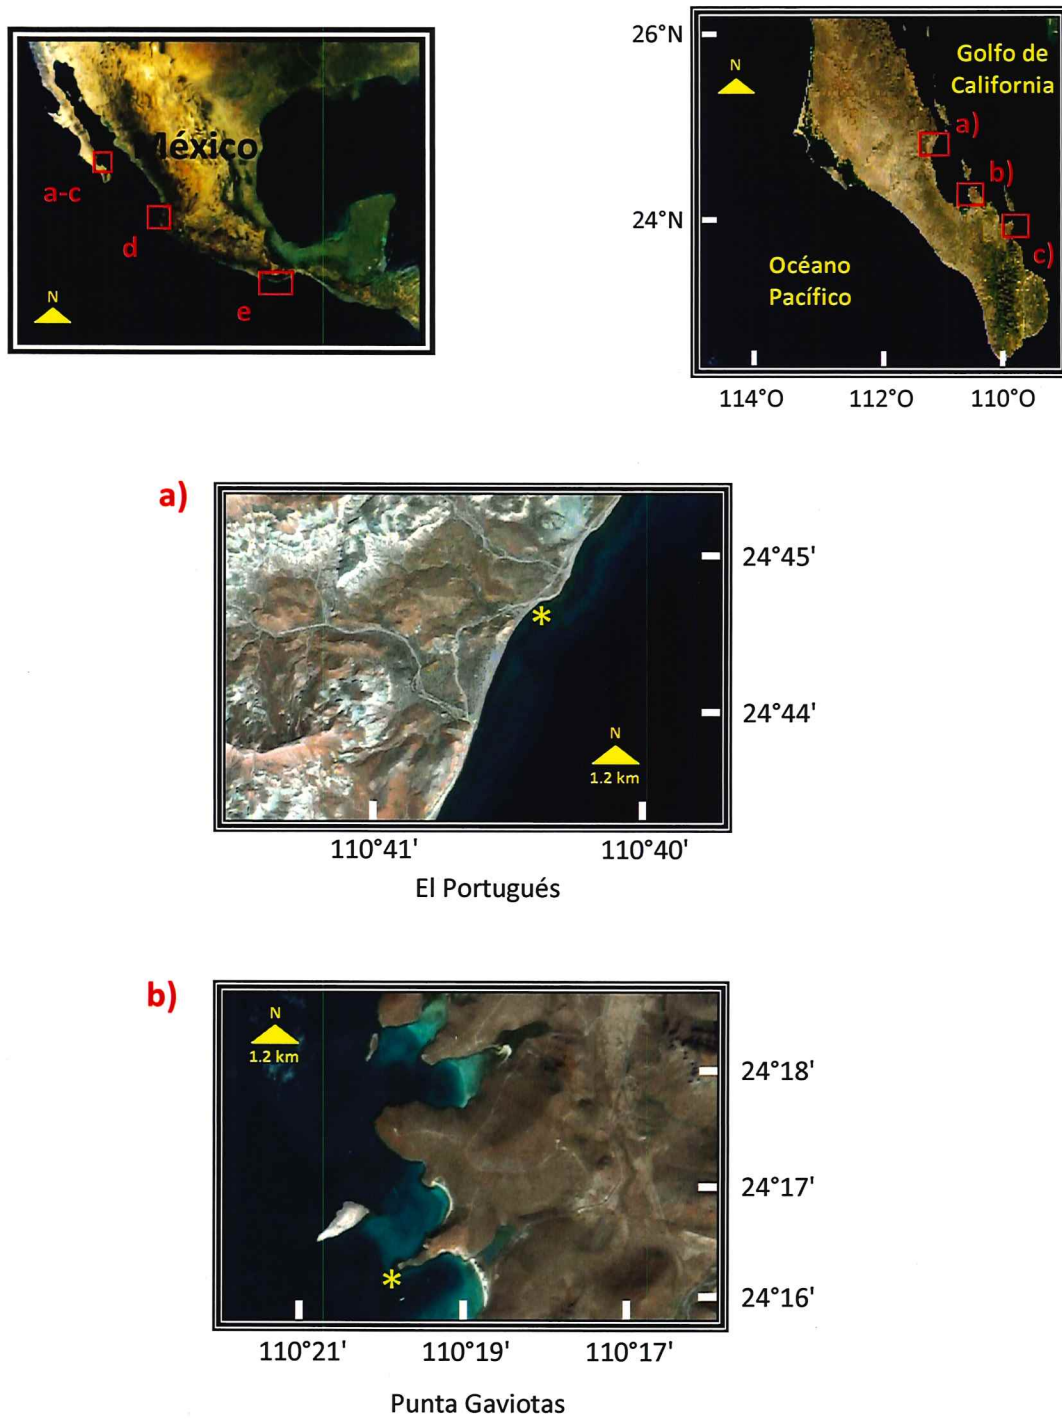 México
a-c
d
e
N
26°N
24°N
N
Golfo de
California
a)
b)
c)
Océano
Pacífico
114°O
112°O
110°O
a)
24°45'
24°44'
N
1.2 km
110°41'
110°40'
El Portugués
b)
N
1.2 km
24°18'
24°17'
24°16'
110°21'
110°19'
110°17'
Punta Gaviotas